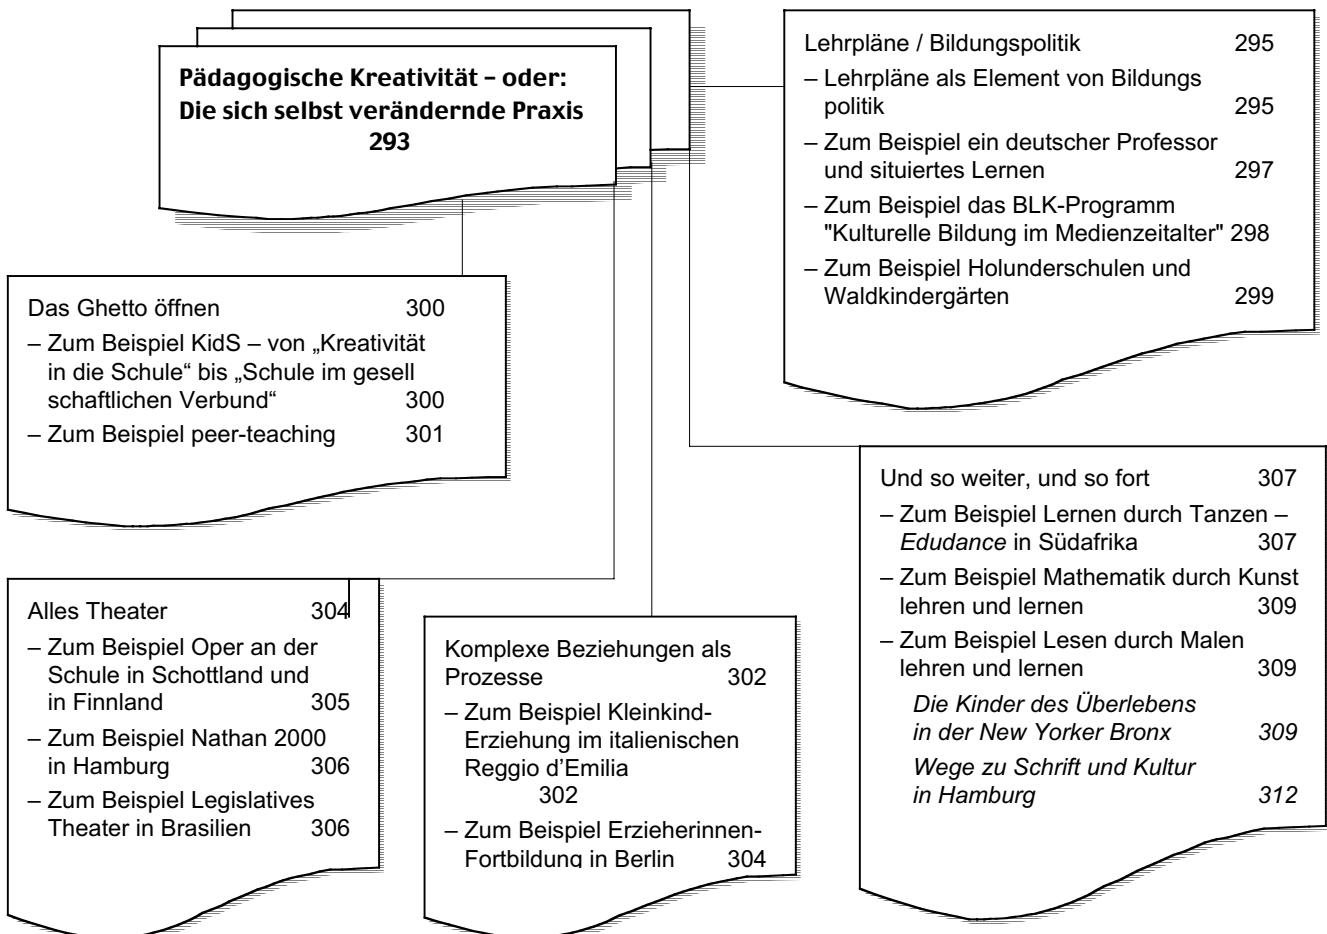 Pädagogische Kreativität – oder:
Die sich selbst verändernde Praxis
293
Lehrpläne / Bildungspolitik 295
– Lehrpläne als Element von Bildungs
politik 295
– Zum Beispiel ein deutscher Professor
und situiertes Lernen 297
– Zum Beispiel das BLK-Programm
"Kulturelle Bildung im Medienzeitalter" 298
– Zum Beispiel Holunderschulen und
Waldkindergärten 299
Das Ghetto öffnen 300
– Zum Beispiel KidS – von „Kreativität
in die Schule“ bis „Schule im gesell
schaftlichen Verbund“ 300
– Zum Beispiel peer-teaching 301
Alles Theater 304
– Zum Beispiel Oper an der
Schule in Schottland und
in Finnland 305
– Zum Beispiel Nathan 2000
in Hamburg 306
– Zum Beispiel Legislatives
Theater in Brasilien 306
Komplexe Beziehungen als
Prozesse 302
– Zum Beispiel Kleinkind-
Erziehung im italienischen
Reggio d’Emilia
302
– Zum Beispiel Erzieherinnen-
Fortbildung in Berlin 304
Und so weiter, und so fort 307
– Zum Beispiel Lernen durch Tanzen –
Edudance in Südafrika 307
– Zum Beispiel Mathematik durch Kunst
lehren und lernen 309
– Zum Beispiel Lesen durch Malen
lehren und lernen 309
Die Kinder des Überlebens
in der New Yorker Bronx 309
Wege zu Schrift und Kultur
in Hamburg 312